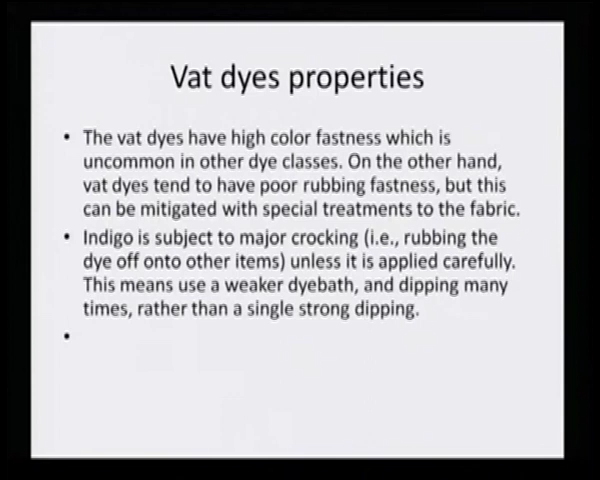 Vat dyes properties
• The vat dyes have high color fastness which is
uncommon in other dye classes. On the other hand,
vat dyes tend to have poor rubbing fastness, but this
can be mitigated with special treatments to the fabric.
• Indigo is subject to major crocking (i.e., rubbing the
dye off onto other items) unless it is applied carefully.
This means use a weaker dyebath, and dipping many
times, rather than a single strong dipping.
•